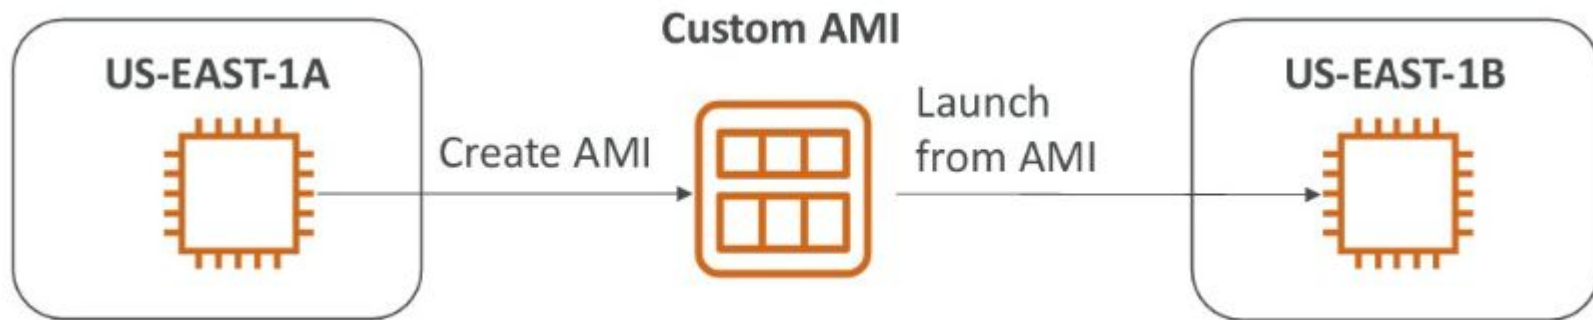 Custom AMI
US-EAST-1A
Create AMI
Launch
from AMI
US-EAST-1B